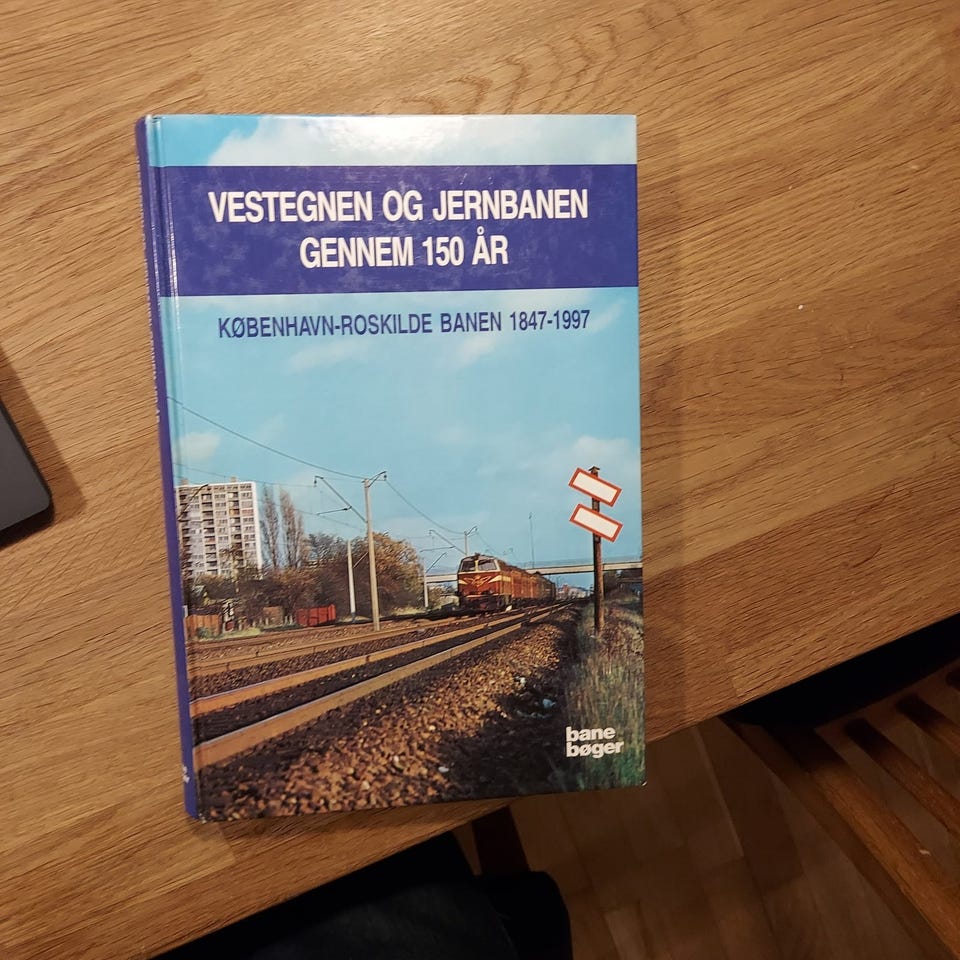 VESTEGNEN OG JERNBANEN
GENNEM 150 ÅR
KØBENHAVN-ROSKILDE BANEN 1847-1997
bane
bøger